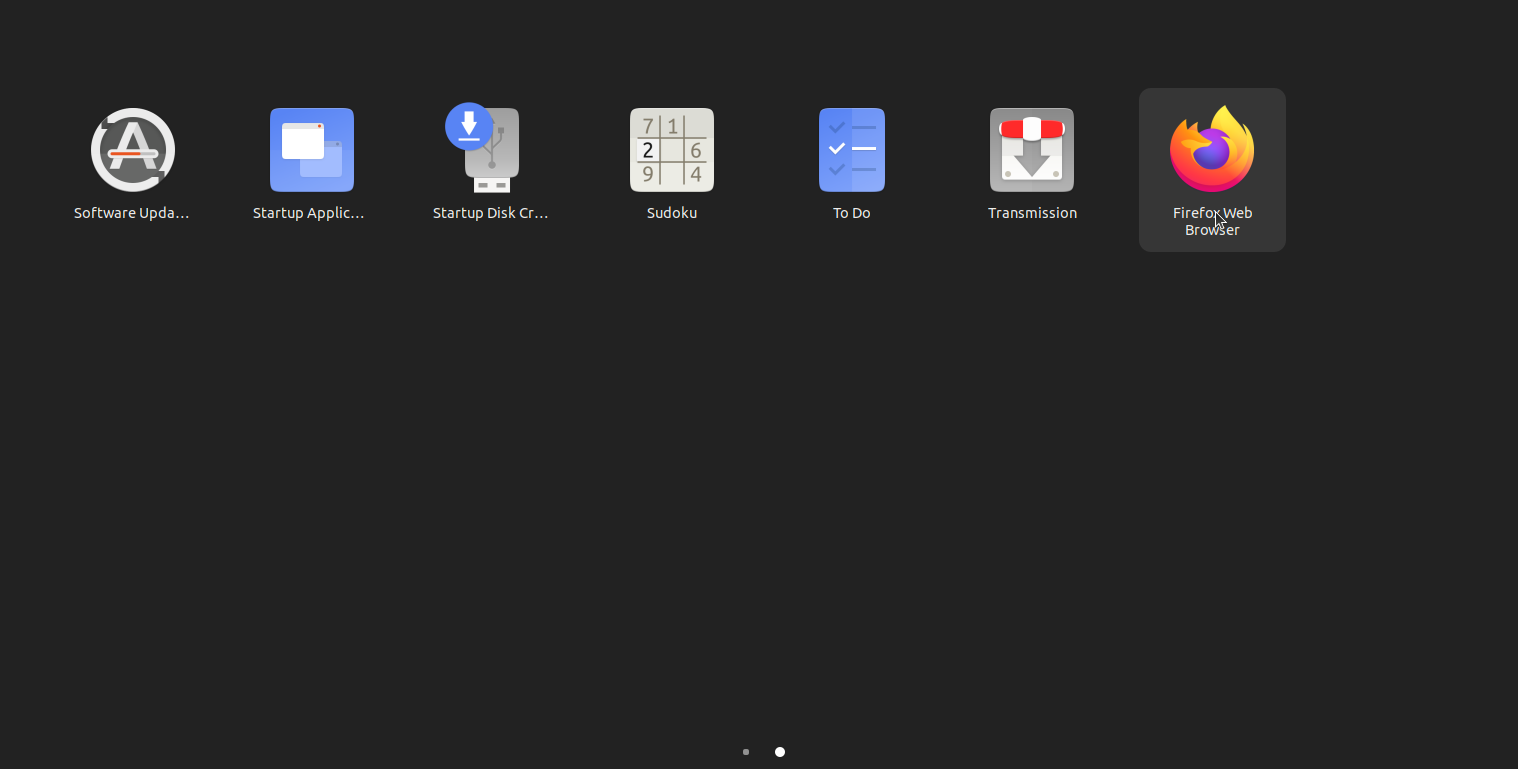 Software Upda...
Startup Applic...
Startup Disk Cr...
7 1
2 6
9 4
Sudoku
To Do
Transmission
Firefox Web
Browser